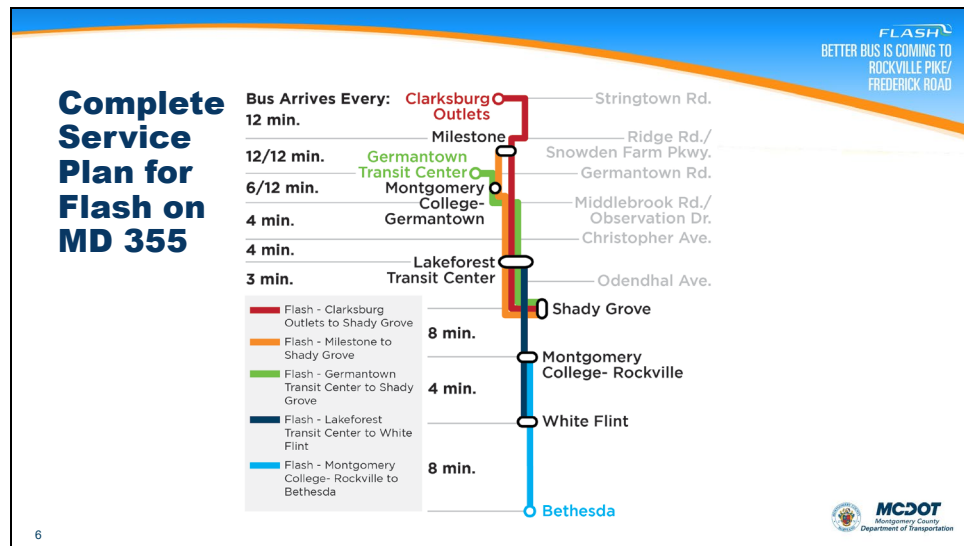 FLASH
BETTER BUS IS COMING TO
ROCKVILLE PIKE/
FREDERICK ROAD
Complete
Service
Plan for
Flash on
MD 355
Bus Arrives Every:
12 min.
Clarksburg
Outlets
Stringtown Rd.
Milestone
Ridge Rd./
Snowden Farm Pkwy.
12/12 min.
Germantown
Transit Center
Germantown Rd.
6/12 min.
Montgomery
College-
Germantown
Middlebrook Rd./
Observation Dr.
4 min.
Christopher Ave.
4 min.
Lakeforest
Transit Center
3 min.
Odendhal Ave.
Shady Grove
8 min.
Montgomery
College- Rockville
4 min.
White Flint
8 min.
Bethesda
Flash - Clarksburg
Outlets to Shady Grove
Flash - Milestone to
Shady Grove
Flash - Germantown
Transit Center to Shady
Grove
Flash - Lakeforest
Transit Center to White
Flint
Flash - Montgomery
College- Rockville to
Bethesda
MCDOT
Montgomery County
Department of Transportation
6